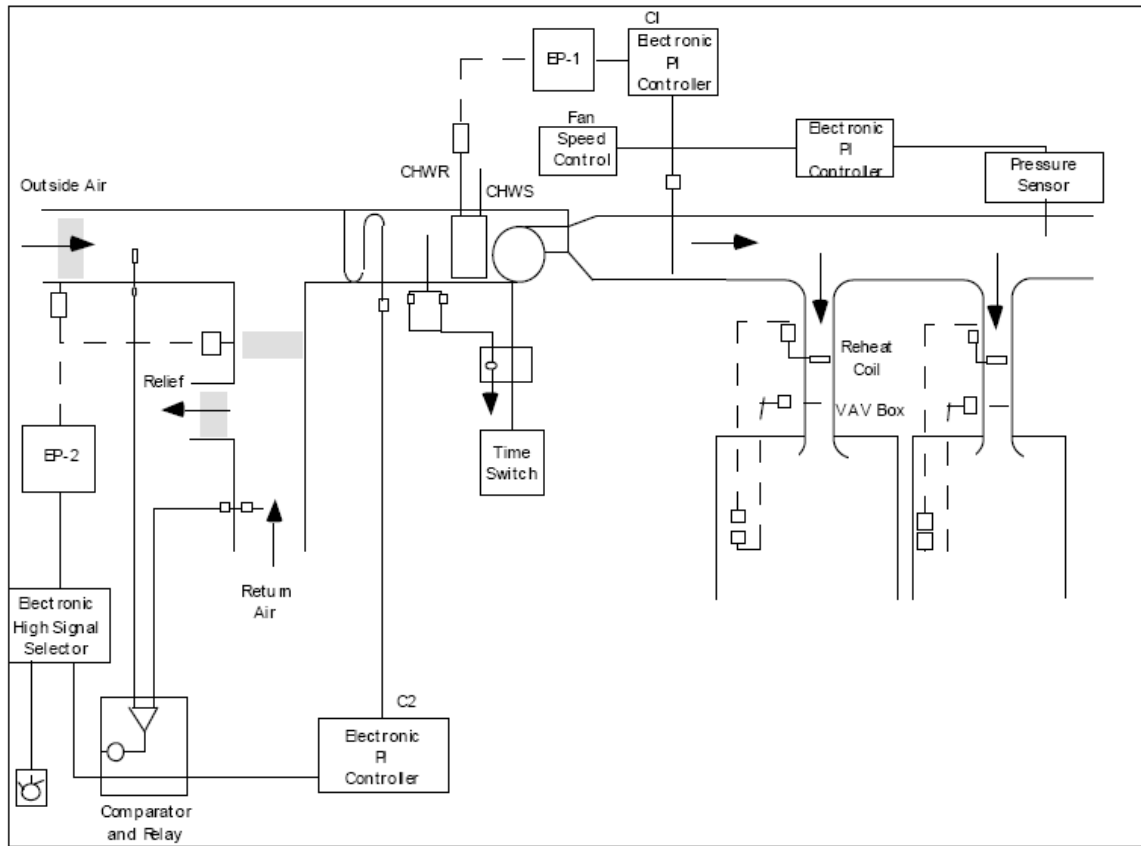 CI
Electronic
PI
Controller
EP-1
Fan
Speed
Control
Electronic
PI
Controller
Pressure
Sensor
CHWR
CHWS
Outside Air
Relief
EP-2
Reheat
Coil
VAV Box
Time
Switch
Return
Air
Electronic
High Signal
Selector
C2
Electronic
PI
Controller
Comparator
and Relay